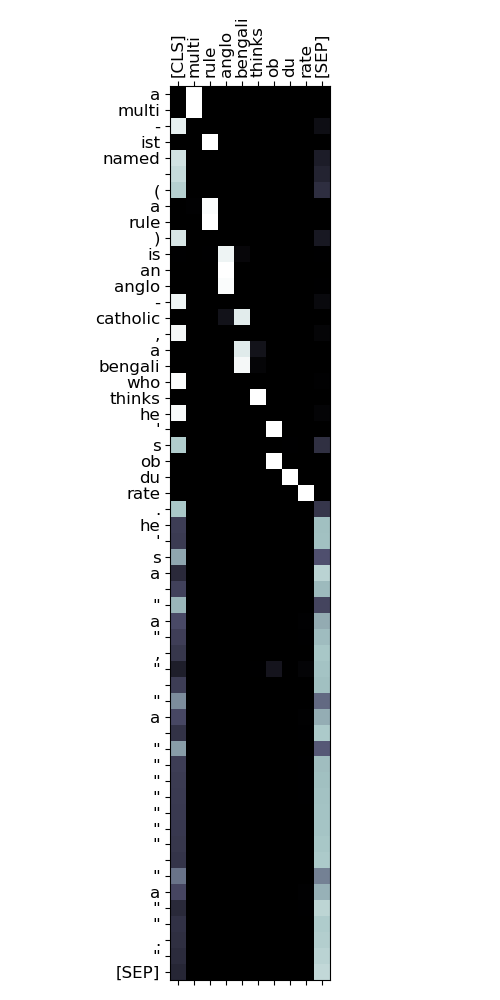 [CLS] multi rule anglo bengali thinks ob du rate [SEP]
a
multi
-
ist
named
(
a
rule
)
is
an
anglo
-
catholic
,
a
bengali
who
thinks
he
'
s
ob
du
rate
.
he
'
s
a
"
a
"
,
"
"
a
"
"
"
"
"
"
"
a
"
"
.
"
[SEP]